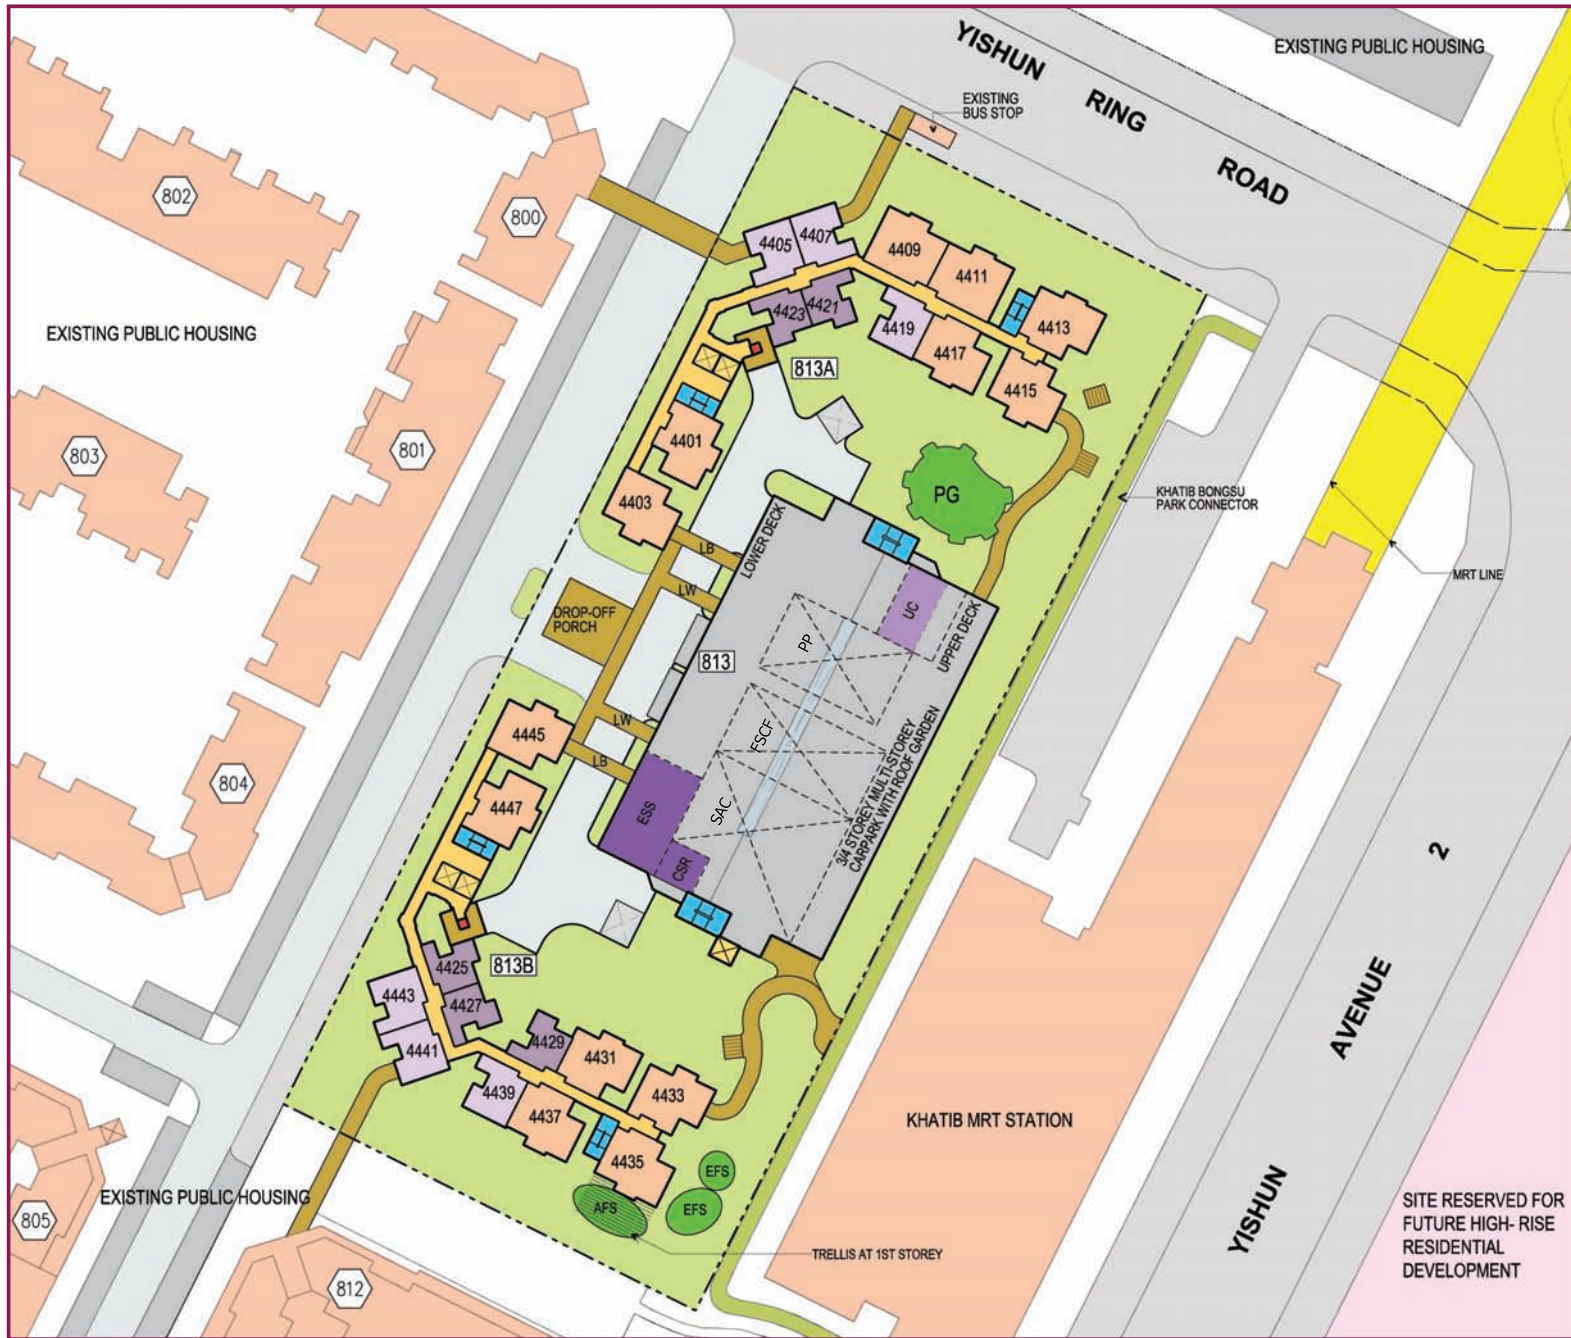 EXISTING PUBLIC HOUSING
YISHUN
RING
ROAD
EXISTING
BUS STOP
802
800
4405
4407
4409
4411
4413
4423
4421
4419
4417
4415
EXISTING PUBLIC HOUSING
813A
801
803
4401
4403
PG
KHATIB BONGSU
PARK CONNECTOR
LOWER DECK
LB
LW
MRT LINE
DROP-OFF
PORCH
UC
UPPER DECK
PP
813
FSCF
LW
LB
4445
804
4447
ESS
SAC
CSR
3/4 STOREY MULTI-STOREY
CARPARK WITH ROOF GARDEN
2
AVENUE
YISHUN
4425
813B
4443
4427
4441
4429
4431
4433
4439
4437
4435
KHATIB MRT STATION
EFS
EFS
AFS
EXISTING PUBLIC HOUSING
805
812
TRELLIS AT 1ST STOREY
SITE RESERVED FOR
FUTURE HIGH- RISE
RESIDENTIAL
DEVELOPMENT